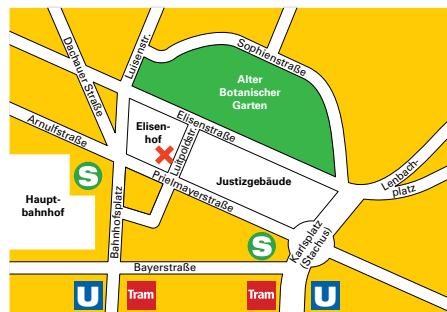 Dachauer Straße
Luisenstr.
Sophienstraße
Alter
Botanischer
Garten
Arnulfstraße
Elisen-
hof
Elisenstraße
Luitpoldstr.
Justizgebäude
Lenbach-
platz
Haupt-
bahnhof
S
Bahnhofsplatz
Prielmayerstraße
S
Karlsplatz
(Stachus)
Bayerstraße
U
Tram
Tram
U